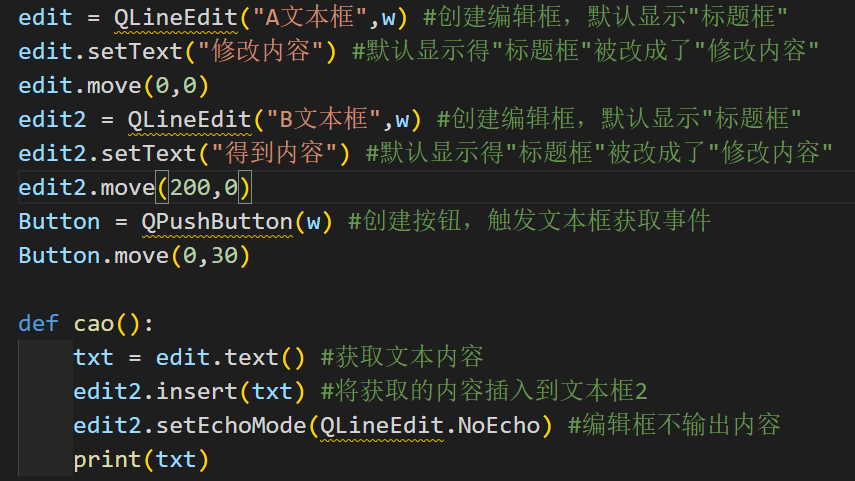 edit = QLineEdit("A文本框",w) #创建编辑框，默认显示"标题框"
edit.setText("修改内容") #默认显示得"标题框"被改成了"修改内容"
edit.move(0,0)
edit2 = QLineEdit("B文本框",w) #创建编辑框，默认显示"标题框"
edit2.setText("得到内容") #默认显示得"标题框"被改成了"修改内容"
edit2.move(200,0)
Button = QPushButton(w) #创建按钮，触发文本框获取事件
Button.move(0,30)
def cao():
    txt = edit.text() #获取文本内容
    edit2.insert(txt) #将获取的内容插入到文本框2
    edit2.setEchoMode(QLineEdit.NoEcho) #编辑框不输出内容
    print(txt)